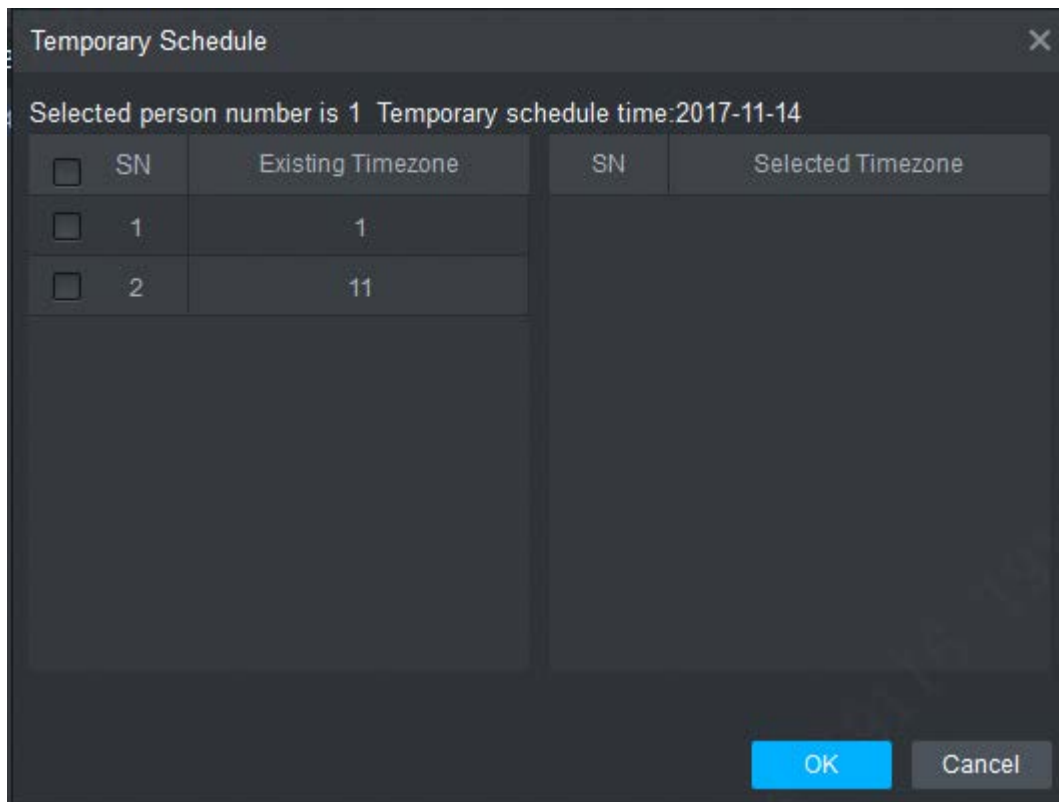 Temporary Schedule
Selected person number is 1 Temporary schedule time:2017-11-14
SN Existing Timezone SN Selected Timezone
1 1
2 11
OK Cancel